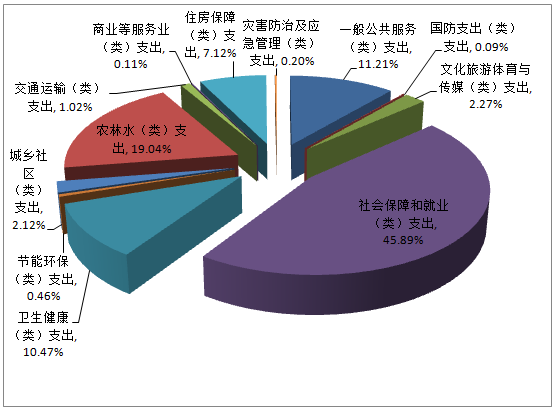 商业等服务业
（类）支出,
0.11%
住房保障
（类）支
出, 7.12%
灾害防治及应
急管理（类）
支出, 0.20%
一般公共服务
（类）支出,
11.21%
国防支出（类）
支出, 0.09%
文化旅游体育与
传媒（类）支出,
2.27%
社会保障和就业
（类）支出,
45.89%
卫生健康
（类）支出,
10.47%
节能环保
（类）支出,
0.46%
城乡社
区
（类）
支出,
2.12%
农林水（类）支
出, 19.04%
交通运输（类）
支出, 1.02%